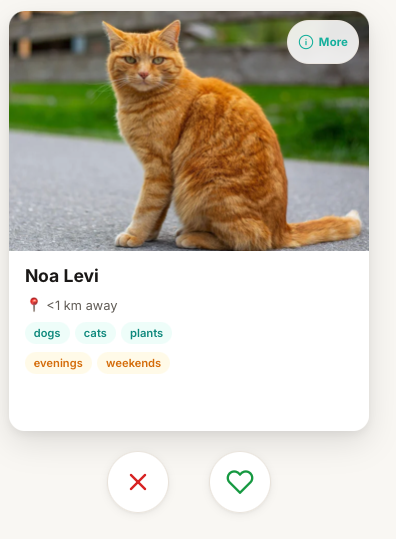 More
Noa Levi
<1 km away
dogs cats plants
evenings weekends